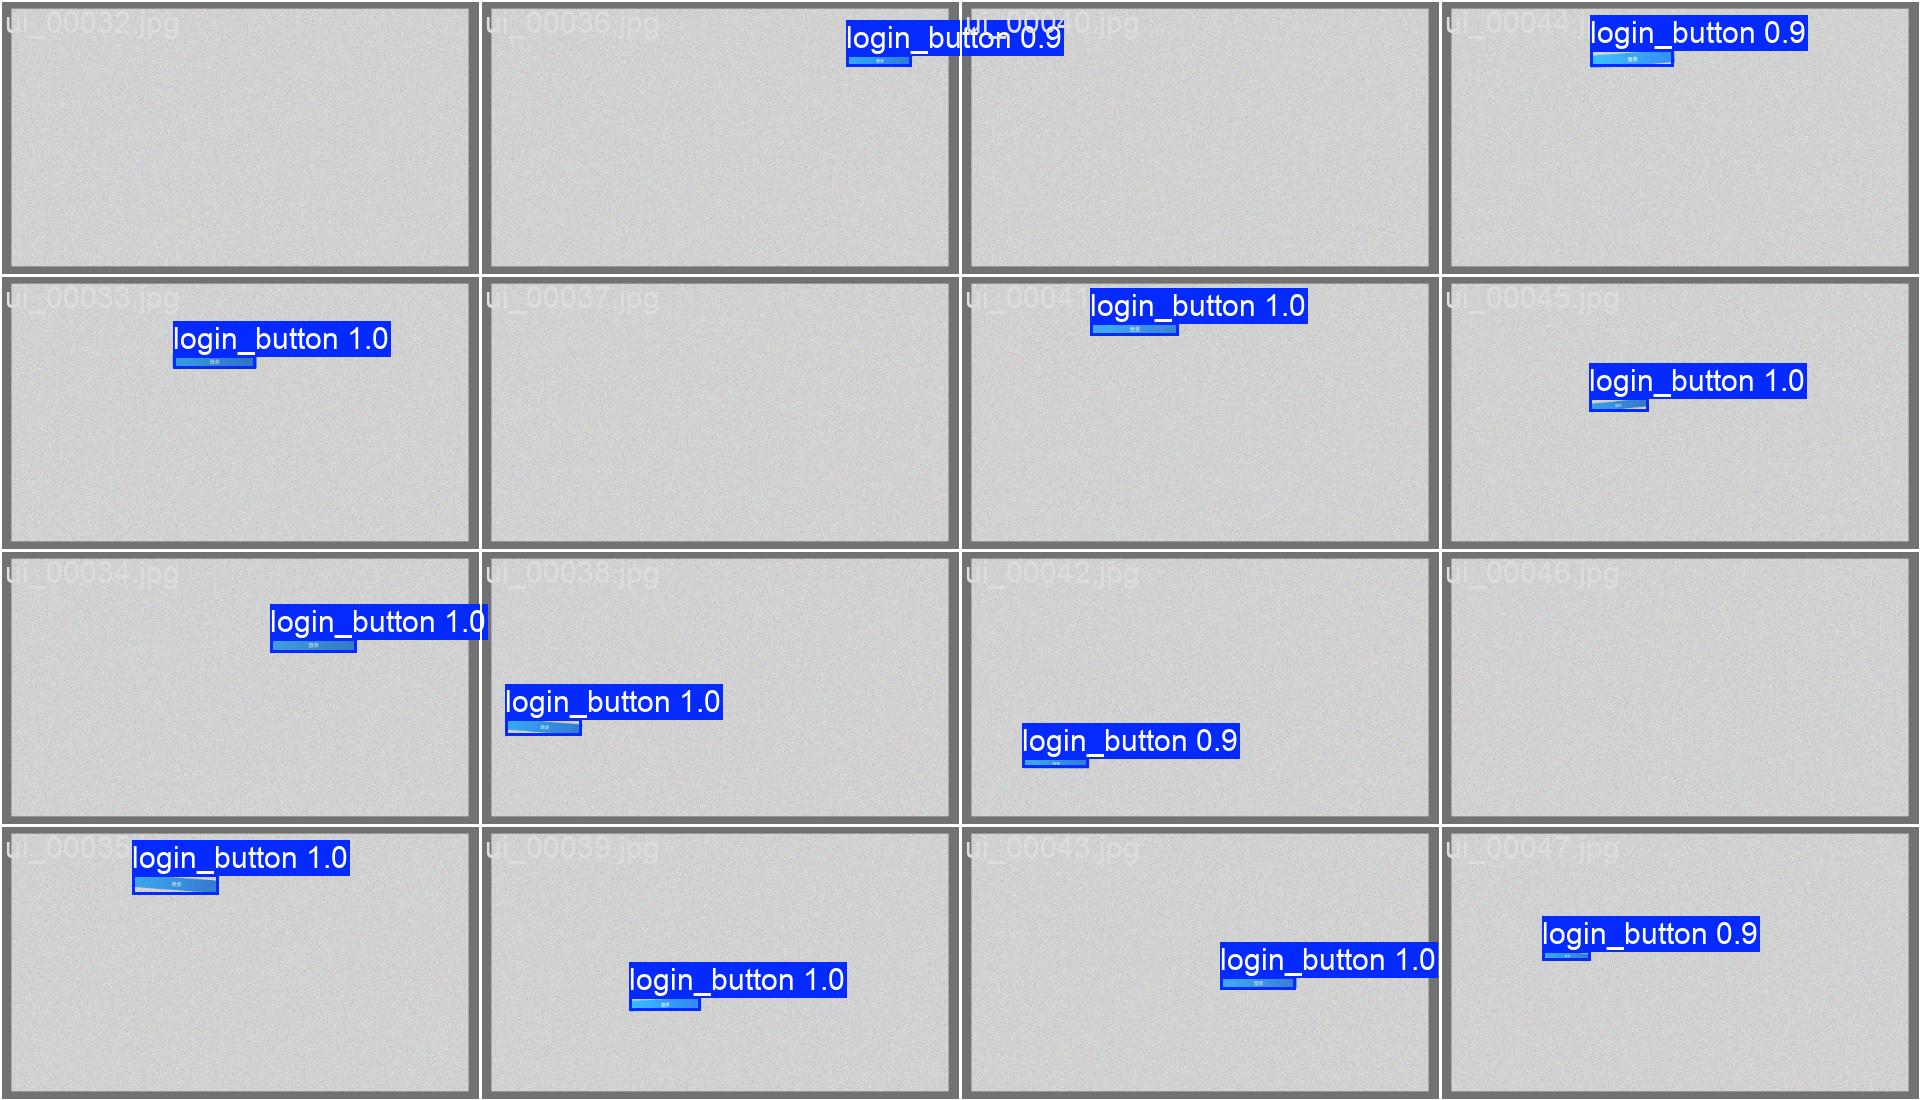 ui_00032.jpg
ui_00036.jpg
login_button 0.9
ui_00040.jpg
ui_00044.jpg
login_button 0.9
ui_00033.jpg
login_button 1.0
ui_00037.jpg
ui_00041
login_button 1.0
ui_00045.jpg
login_button 1.0
ui_00034.jpg
login_button 1.0
ui_00038.jpg
login_button 1.0
ui_00042.jpg
login_button 0.9
ui_00046.jpg
ui_00035
login_button 1.0
ui_00039.jpg
login_button 1.0
ui_00043.jpg
login_button 1.0
ui_00047.jpg
login_button 0.9